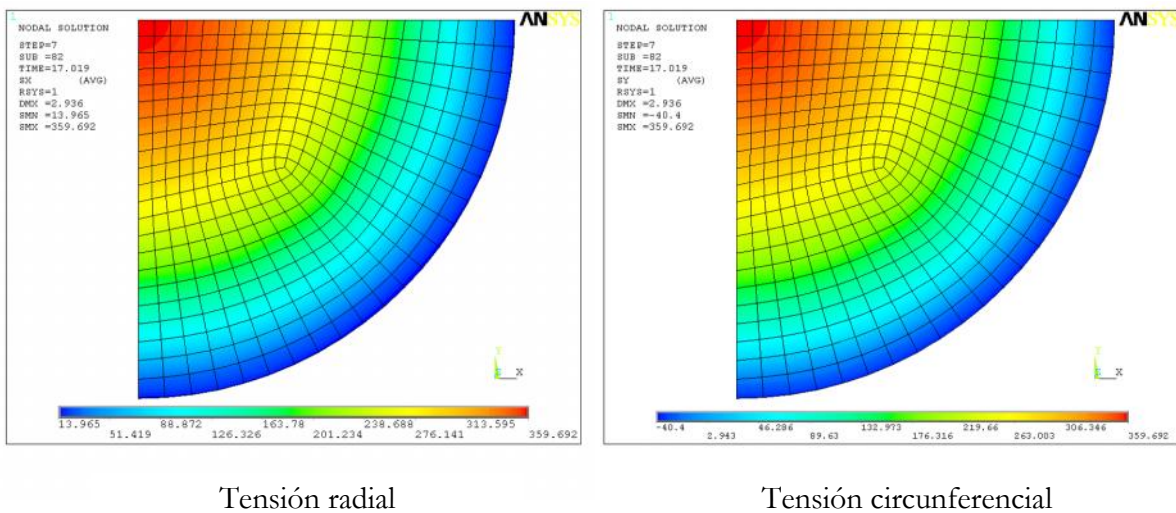 1
ANSYS
NODAL SOLUTION
STEP=7
SUB =82
TIME=17.019
SX (AVG)
RSYS=1
DMX =2.936
SMN =13.965
SMX =359.692
Y
Z X
13.965 88.872 163.78 238.688 313.595
51.419 126.326 201.234 276.141 359.692
Tensión radial
1
ANSYS
NODAL SOLUTION
STEP=7
SUB =82
TIME=17.019
SY (AVG)
RSYS=1
DMX =2.936
SMN =-40.4
SMX =359.692
Y
Z X
-40.4 46.286 132.973 219.66 306.346
2.943 89.63 176.316 263.003 359.692
Tensión circunferencial